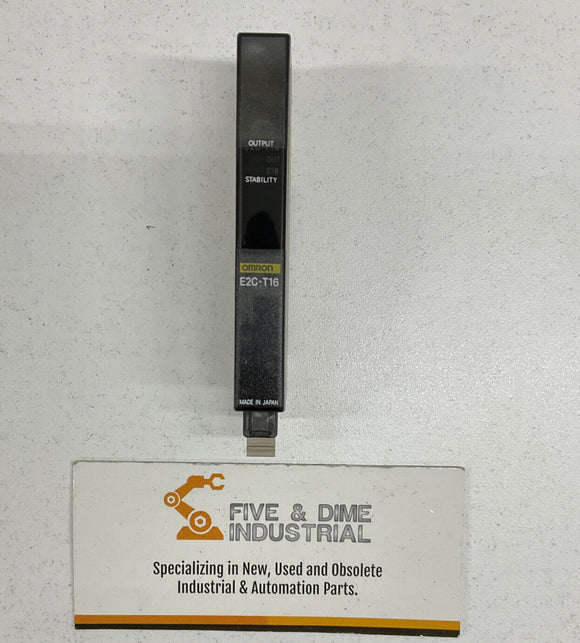 OUTPUT
OUT
STB
STABILITY
OMRON
E2C-T16
MADE IN JAPAN
FIVE & DIME
INDUSTRIAL
Specializing in New, Used and Obsolete
Industrial & Automation Parts.